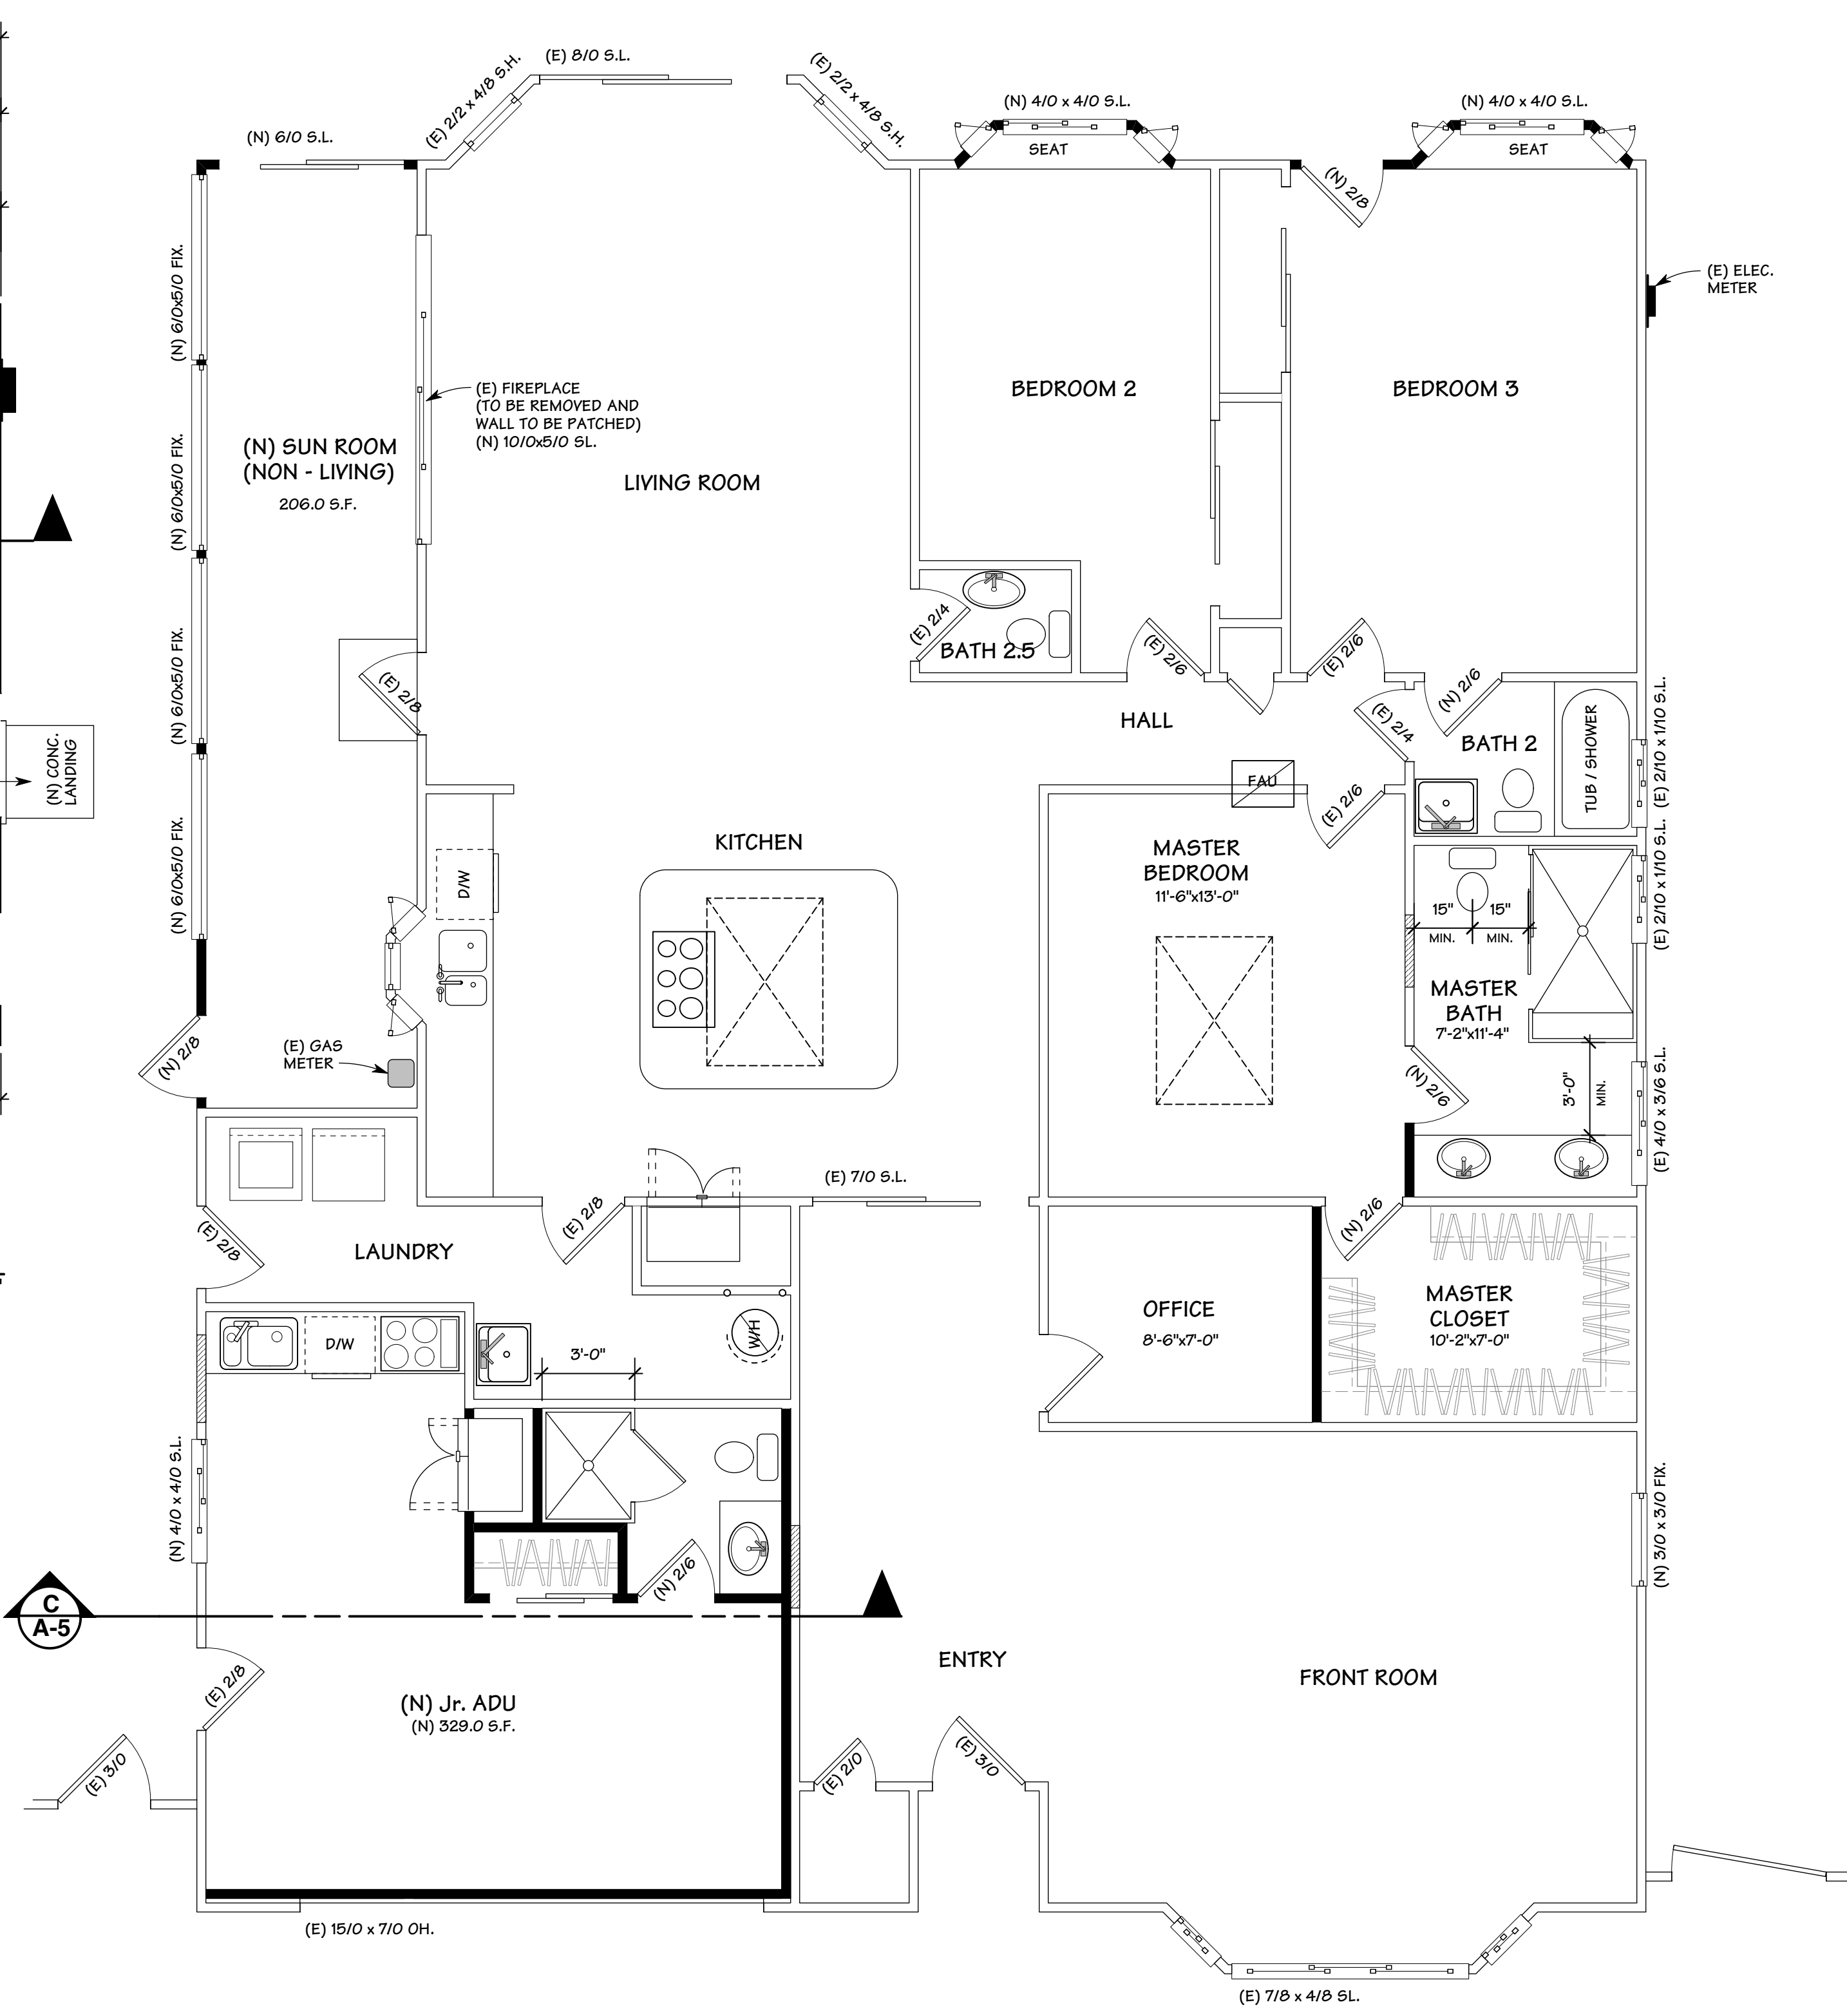 (E) 8/0 S.L.
(E) 2/2 x 4/8 S.H.
(E) 2/2 x 4/8 S.H.
(N) 6/0 S.L.
(N) 4/0 x 4/0 S.L.
SEAT
(N) 4/0 x 4/0 S.L.
SEAT
(N) 2/8
(E) ELEC.
METER
(N) 6/0x5/0 FIX.
(N) 6/0x5/0 FIX.
(N) 6/0x5/0 FIX.
(N) 6/0x5/0 FIX.
(E) FIREPLACE
(TO BE REMOVED AND
WALL TO BE PATCHED)
(N) 10/0x5/0 SL.
(N) SUN ROOM
(NON - LIVING)
206.0 S.F.
LIVING ROOM
BEDROOM 2
BEDROOM 3
(E) 2/4
BATH 2.5
(E) 2/6
(E) 2/6
(E) 2/8
HALL
(E) 2/4
(N) 2/6
BATH 2
TUB / SHOWER
(E) 2/10 x 1/10 S.L.
(N) CONC.
LANDING
FAU
(E) 2/6
KITCHEN
D/W
MASTER
BEDROOM
11'-6"x13'-0"
15"
15"
MIN.
MIN.
(E) 2/10 x 1/10 S.L.
MASTER
BATH
7'-2"x11'-4"
(N) 2/8
(E) GAS
METER
(N) 2/6
3'-0"
MIN.
(E) 4/0 x 3/6 S.L.
(E) 7/0 S.L.
(E) 2/8
(E) 2/8
LAUNDRY
(N) 2/6
OFFICE
8'-6"x7'-0"
MASTER
CLOSET
10'-2"x7'-0"
D/W
W/H
3'-0"
(N) 4/0 x 4/0 S.L.
(N) 3/0 x 3/0 FIX.
(N) 2/6
C
A-5
ENTRY
FRONT ROOM
(E) 2/8
(N) Jr. ADU
(N) 329.0 S.F.
(E) 3/0
(E) 2/0
(E) 3/0
(E) 15/0 x 7/0 OH.
(E) 7/8 x 4/8 SL.